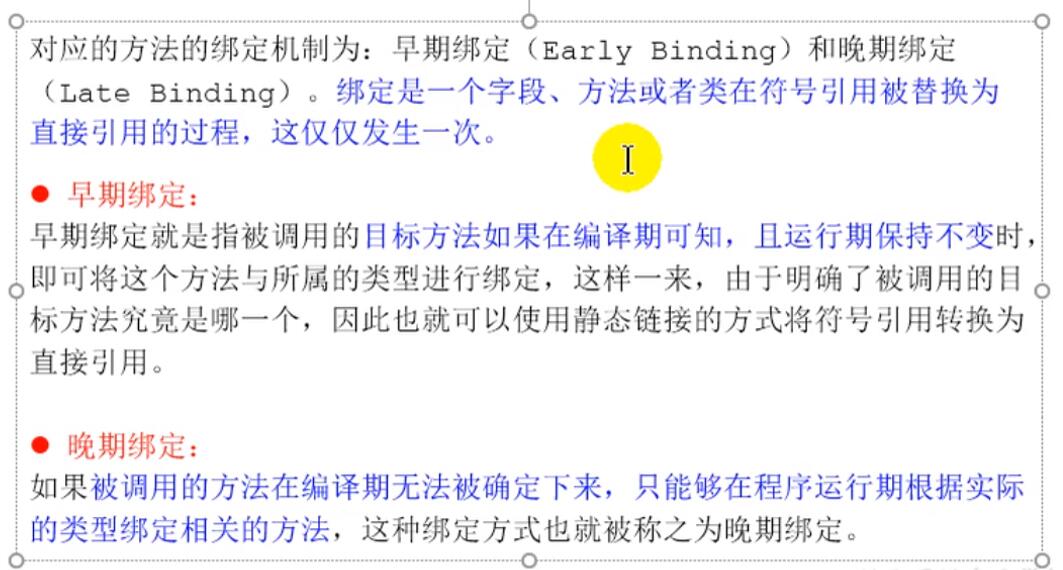 对应的方法的绑定机制为：早期绑定（Early Binding）和晚期绑定
（Late Binding）。绑定是一个字段、方法或者类在符号引用被替换为
直接引用的过程，这仅仅发生一次。
● 早期绑定：
早期绑定就是指被调用的目标方法如果在编译期可知，且运行期保持不变时，
即可将这个方法与所属的类型进行绑定，这样一来，由于明确了被调用的目
标方法究竟是哪一个，因此也就可以使用静态链接的方式将符号引用转换为
直接引用。
● 晚期绑定：
如果被调用的方法在编译期无法被确定下来，只能够在程序运行期根据实际
的类型绑定相关的方法，这种绑定方式也就被称之为晚期绑定。